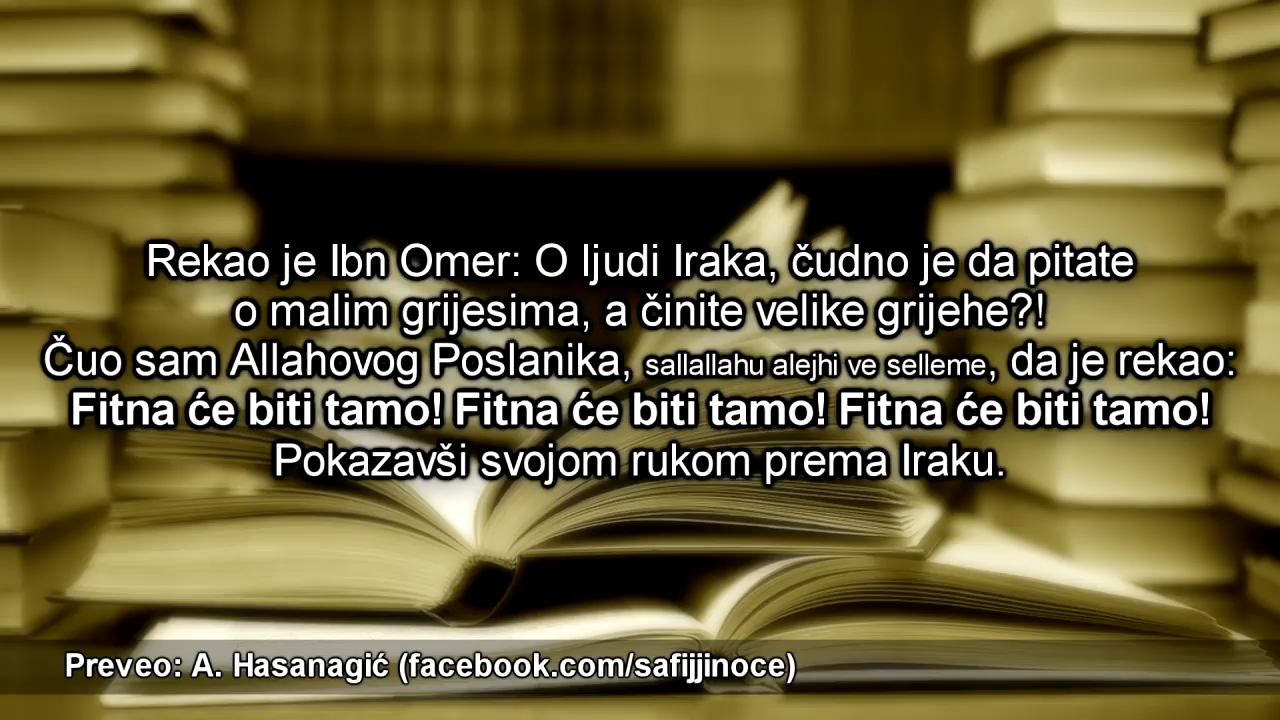 Rekao je Ibn Omer: O ljudi Iraka, čudno je da pitate
o malim grijesima, a činite velike grijehe?!
Čuo sam Allahovog Poslanika, sallallahu alejhi ve selleme, da je rekao:
Fitna će biti tamo! Fitna će biti tamo! Fitna će biti tamo!
Pokazavši svojom rukom prema Iraku.
Preveo: A. Hasanagić (facebook.com/safijjinoce)